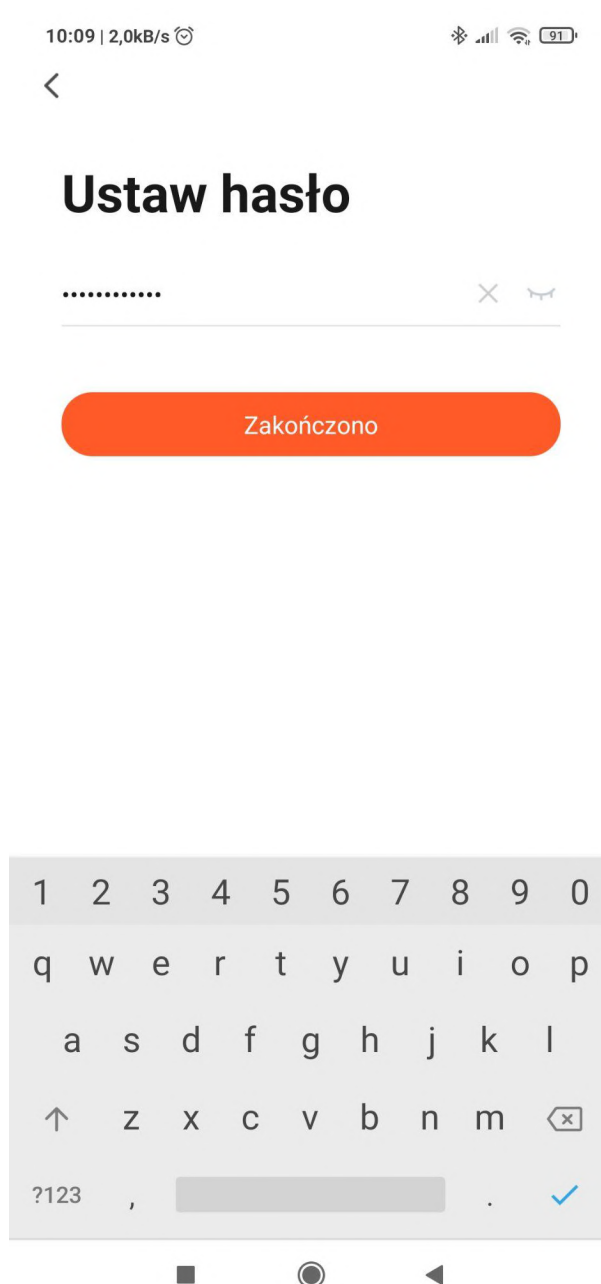 10:09 | 2,0kB/s 91
Ustaw hasło
••••••••••••
Zakończono
1 2 3 4 5 6 7 8 9 0
q w e r t y u i o p
a s d f g h j k l
z x c v b n m
?123 , .